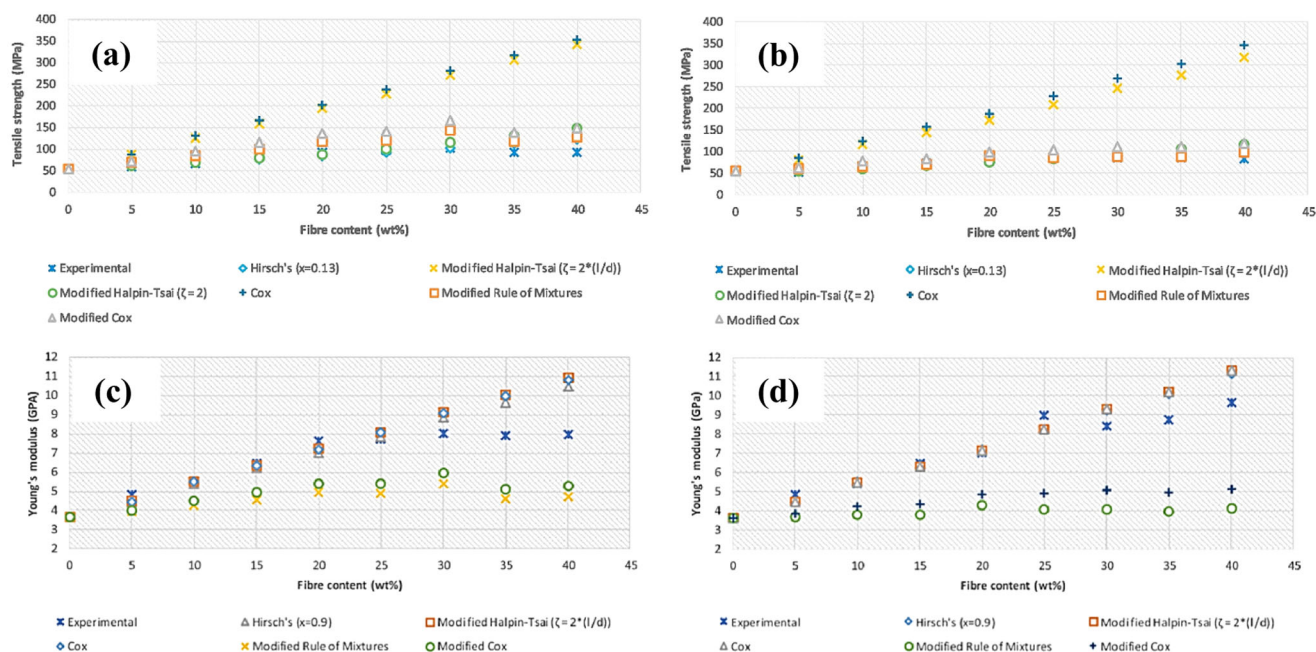 (a)
Tensile strength (MPa)
400
350
300
250
200
150
100
50
0
0 5 10 15 20 25 30 35 40 45
Fibre content (wt%)
Experimental Hirsch's (x=0.13) Modified Halpin-Tsai (ζ = 2*(l/d))
Modified Halpin-Tsai (ζ = 2) Cox Modified Rule of Mixtures
Modified Cox
(b)
Tensile strength (MPa)
400
350
300
250
200
150
100
50
0
0 5 10 15 20 25 30 35 40 45
Fibre content (wt%)
Experimental Hirsch's (x=0.13) Modified Halpin-Tsai (ζ = 2*(l/d))
Modified Halpin-Tsai (ζ = 2) Cox Modified Rule of Mixtures
Modified Cox
(c)
Young's modulus (GPA)
12
11
10
9
8
7
6
5
4
3
2
0 5 10 15 20 25 30 35 40 45
Fibre content (wt%)
Experimental Hirsch's (x=0.9) Modified Halpin-Tsai (ζ = 2*(l/d))
Cox Modified Rule of Mixtures Modified Cox
(d)
Young's modulus (GPa)
12
11
10
9
8
7
6
5
4
3
2
0 5 10 15 20 25 30 35 40 45
Fibre content (wt%)
Experimental Hirsch's (x=0.9) Modified Halpin-Tsai (ζ = 2*(l/d))
Cox Modified Rule of Mixtures Modified Cox